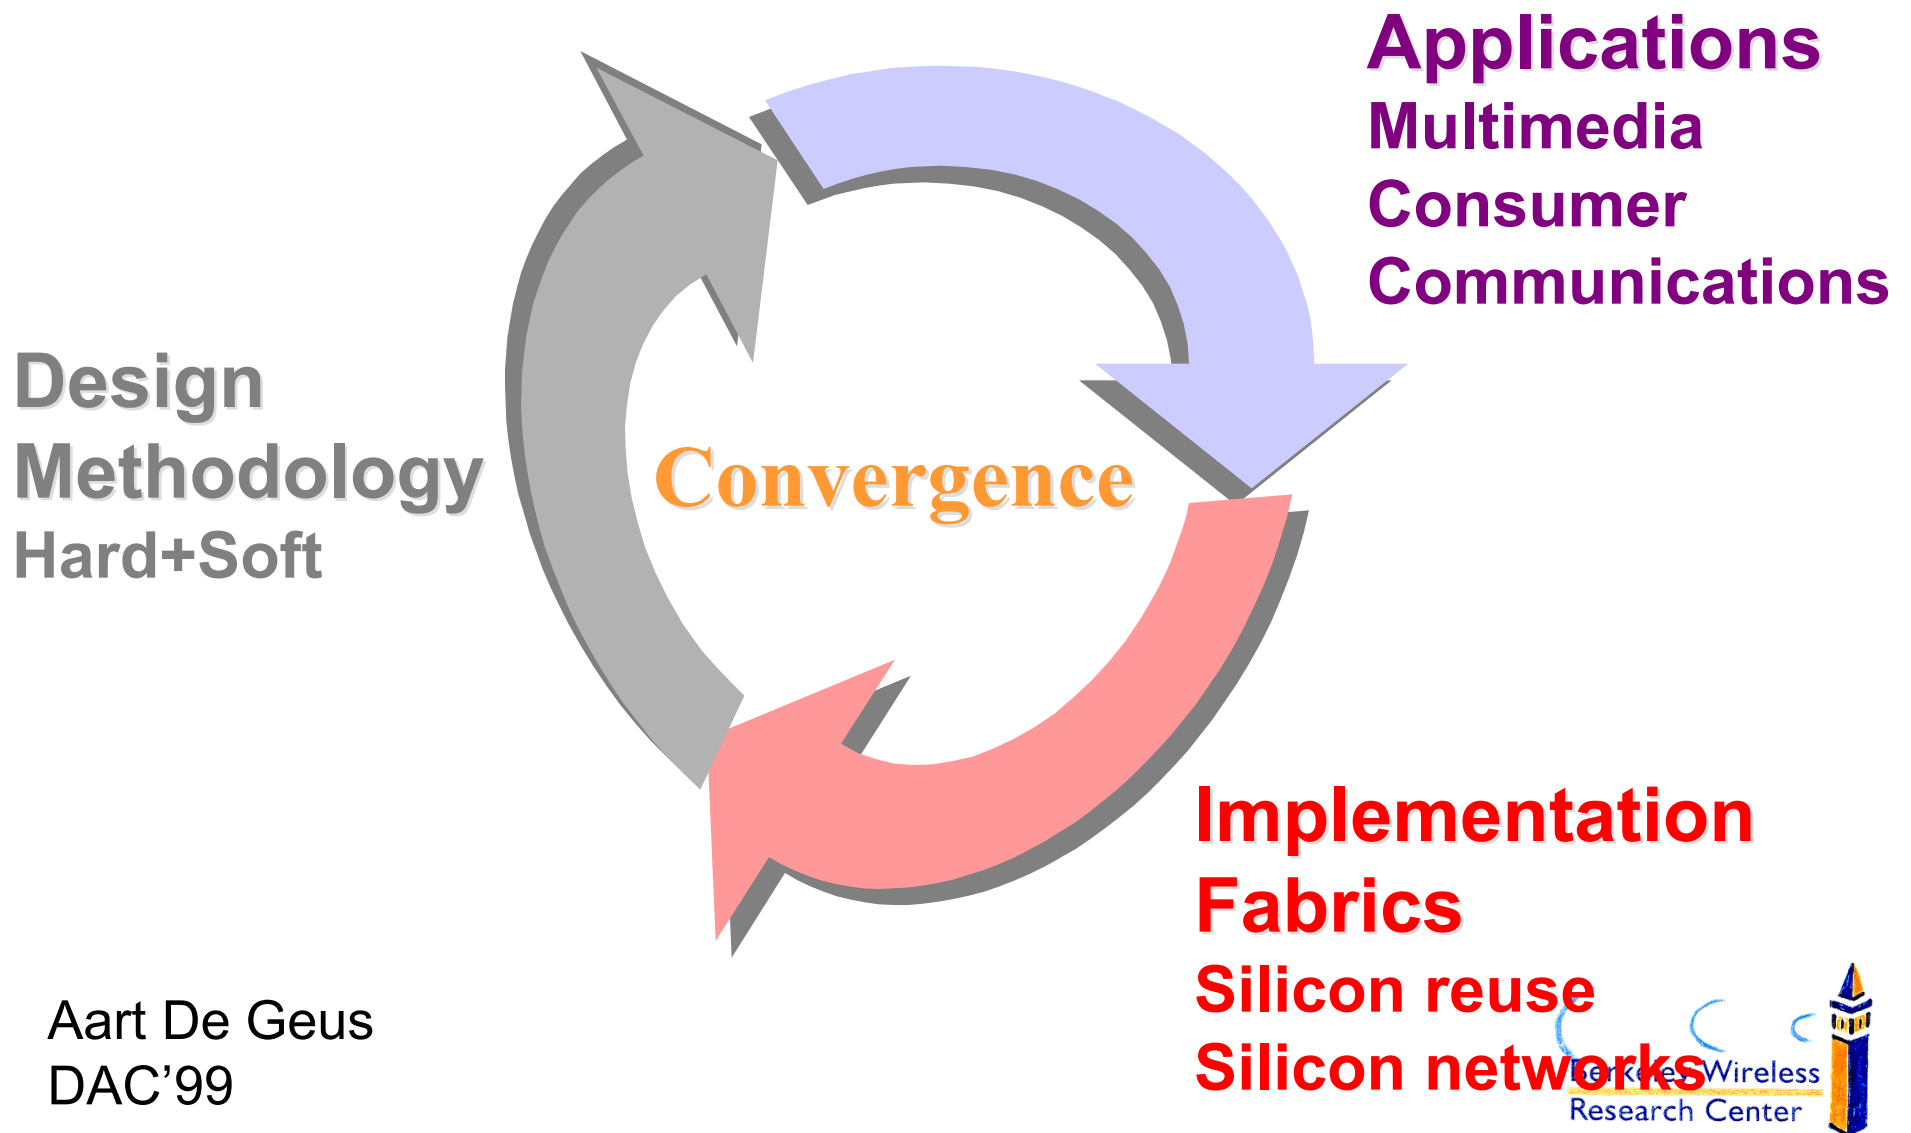 Applications
Multimedia
Consumer
Communications
Design
Methodology
Hard+Soft
Convergence
Implementation
Fabrics
Silicon reuse
Silicon networks
Aart De Geus
DAC’99
Berkeley Wireless
Research Center